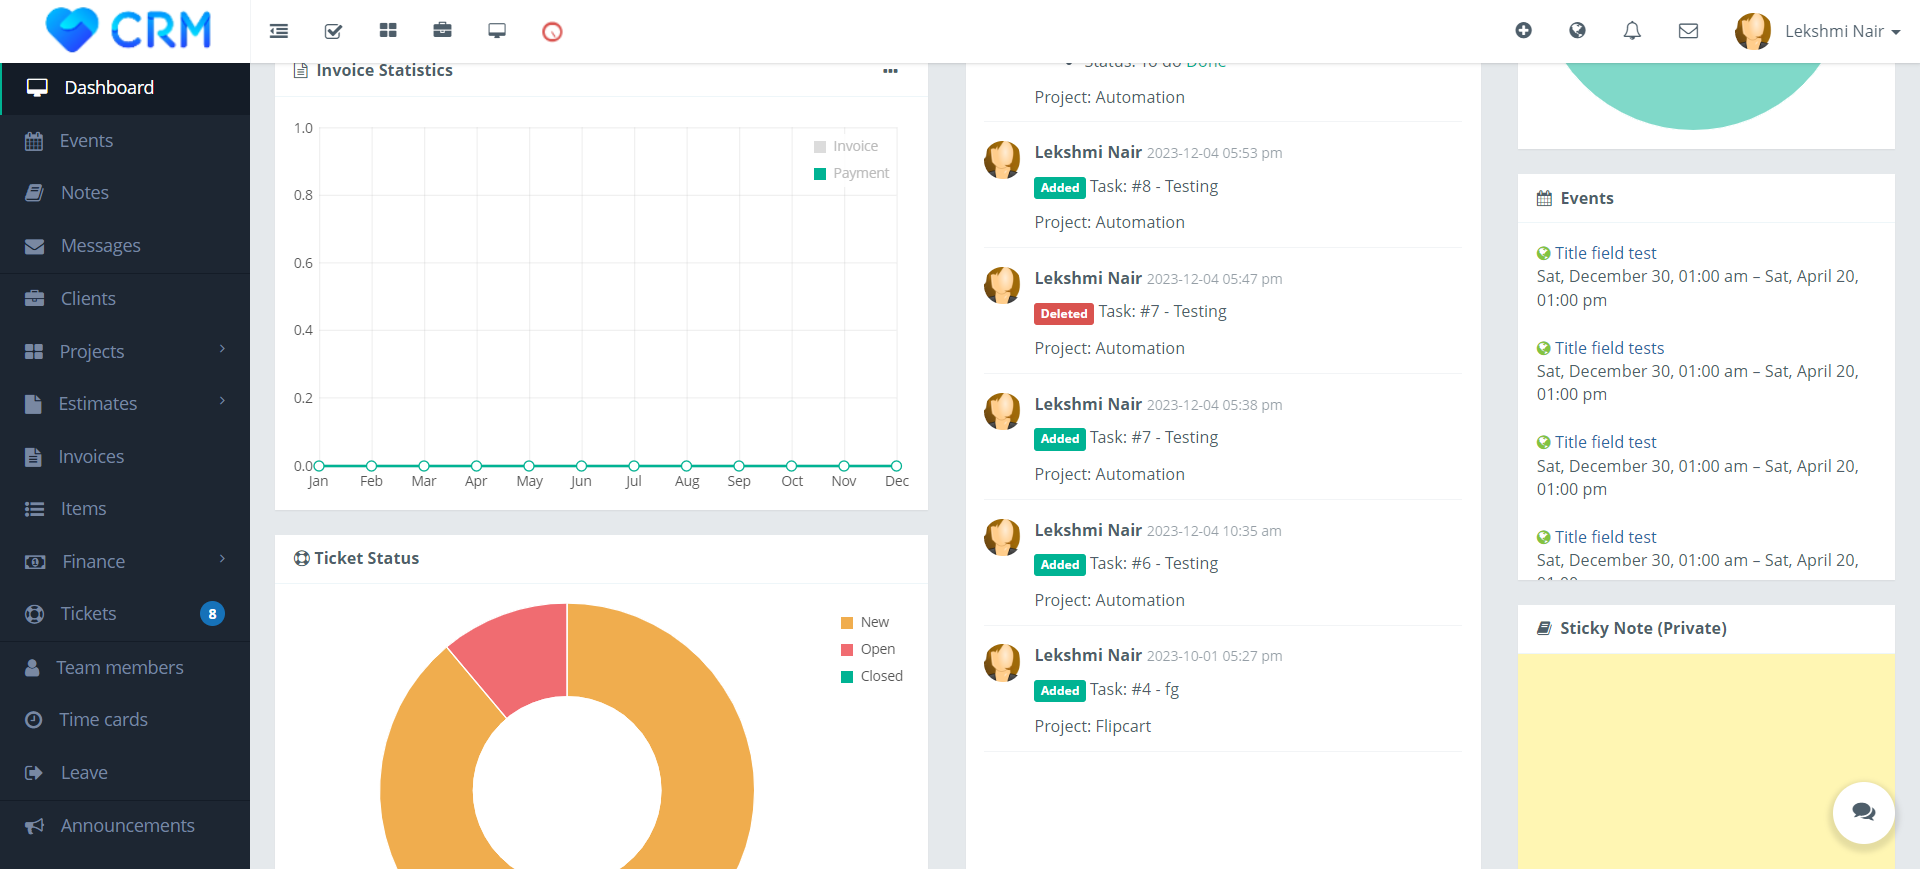 CRM
Lekshmi Nair
Dashboard
Events
Notes
Messages
Clients
Projects
Estimates
Invoices
Items
Finance
Tickets 8
Team members
Time cards
Leave
Announcements
Invoice Statistics
1.0
0.8
0.6
0.4
0.2
0.0
Invoice
Payment
Jan Feb Mar Apr May Jun Jul Aug Sep Oct Nov Dec
Ticket Status
New
Open
Closed
Status: To do Done
Project: Automation
Lekshmi Nair 2023-12-04 05:53 pm
Added Task: #8 - Testing
Project: Automation
Lekshmi Nair 2023-12-04 05:47 pm
Deleted Task: #7 - Testing
Project: Automation
Lekshmi Nair 2023-12-04 05:38 pm
Added Task: #7 - Testing
Project: Automation
Lekshmi Nair 2023-12-04 10:35 am
Added Task: #6 - Testing
Project: Automation
Lekshmi Nair 2023-10-01 05:27 pm
Added Task: #4 - fg
Project: Flipcart
Events
Title field test
Sat, December 30, 01:00 am – Sat, April 20,
01:00 pm
Title field tests
Sat, December 30, 01:00 am – Sat, April 20,
01:00 pm
Title field test
Sat, December 30, 01:00 am – Sat, April 20,
01:00 pm
Title field test
Sat, December 30, 01:00 am – Sat, April 20,
Sticky Note (Private)